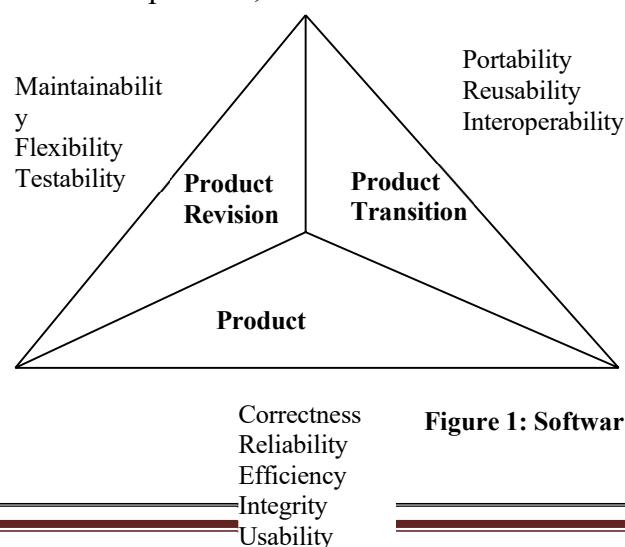 Maintainabilit
y
Flexibility
Testability
Portability
Reusability
Interoperability
Product
Revision
Product
Transition
Product
Correctness
Reliability
Efficiency
Integrity
Usability
Figure 1: Softwar